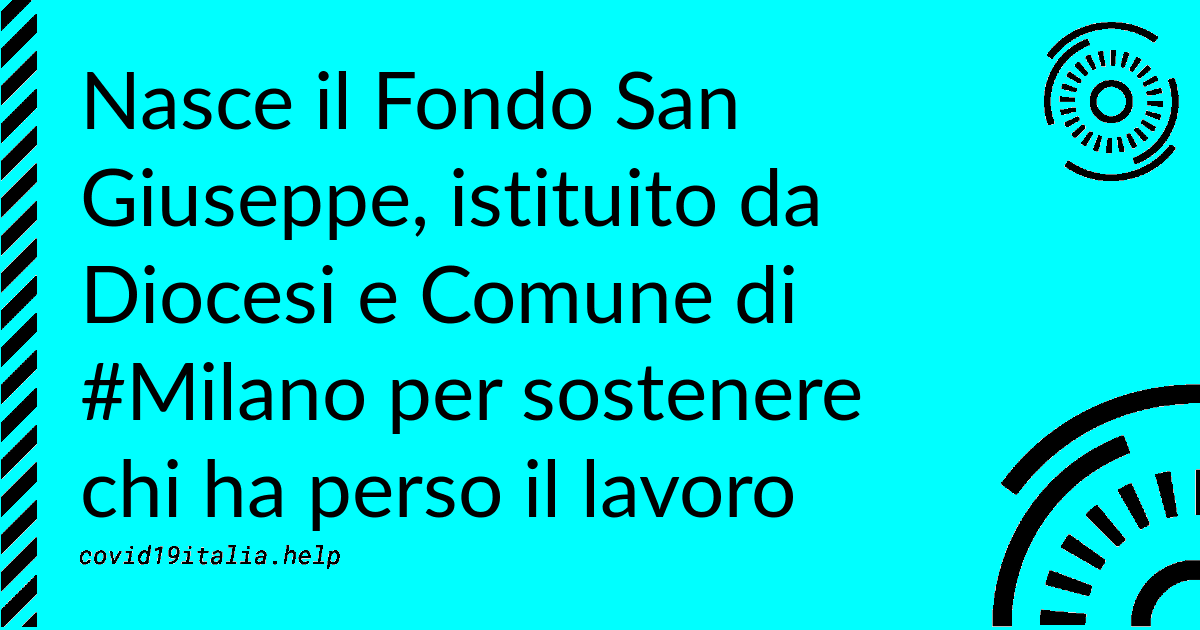 Nasce il Fondo San
Giuseppe, istituito da
Diocesi e Comune di
#Milano per sostenere
chi ha perso il lavoro
covid19italia.help